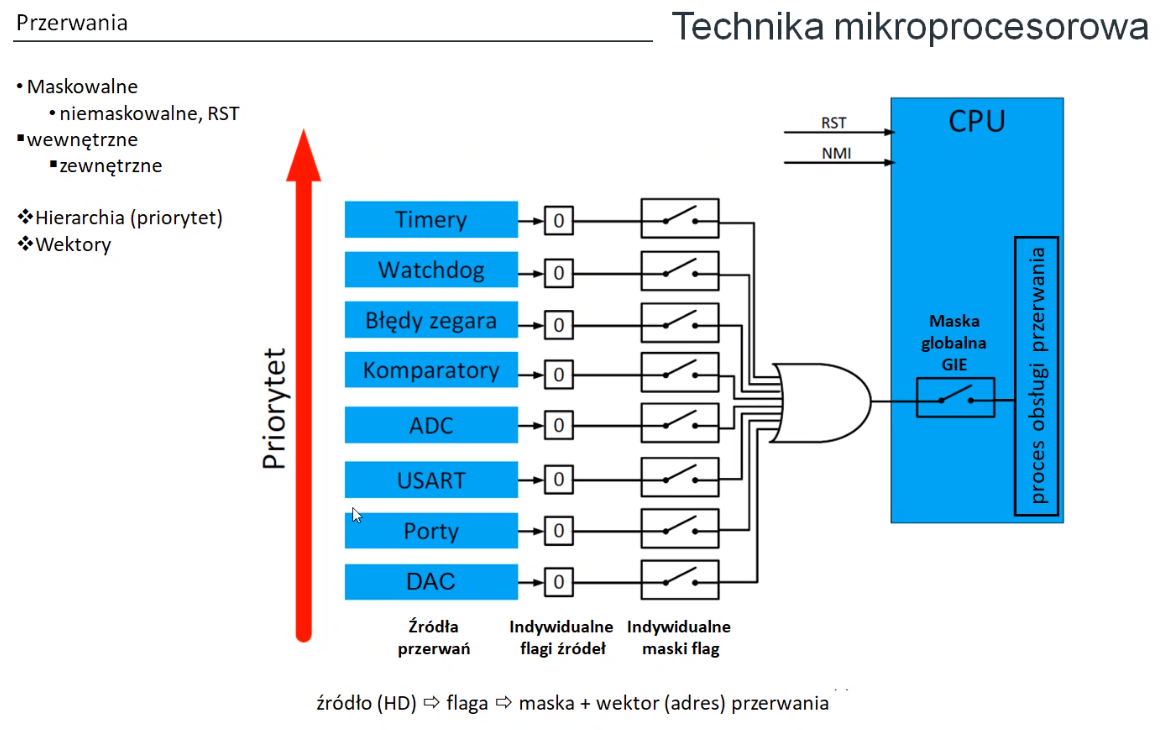 Przerwania
Technika mikroprocesorowa
• Maskowalne
• niemaskowalne, RST
▪ wewnętrzne
▪ zewnętrzne
❖ Hierarchia (priorytet)
❖ Wektory
Priorytet
Timery
0
Watchdog
0
Błędy zegara
0
Komparatory
0
ADC
0
USART
0
Porty
0
DAC
0
Źródła
przerwań
Indywidualne
flagi źródeł
Indywidualne
maski flag
RST
NMI
CPU
Maska
globalna
GIE
proces obsługi przerwania
źródło (HD) ⇨ flaga ⇨ maska + wektor (adres) przerwania